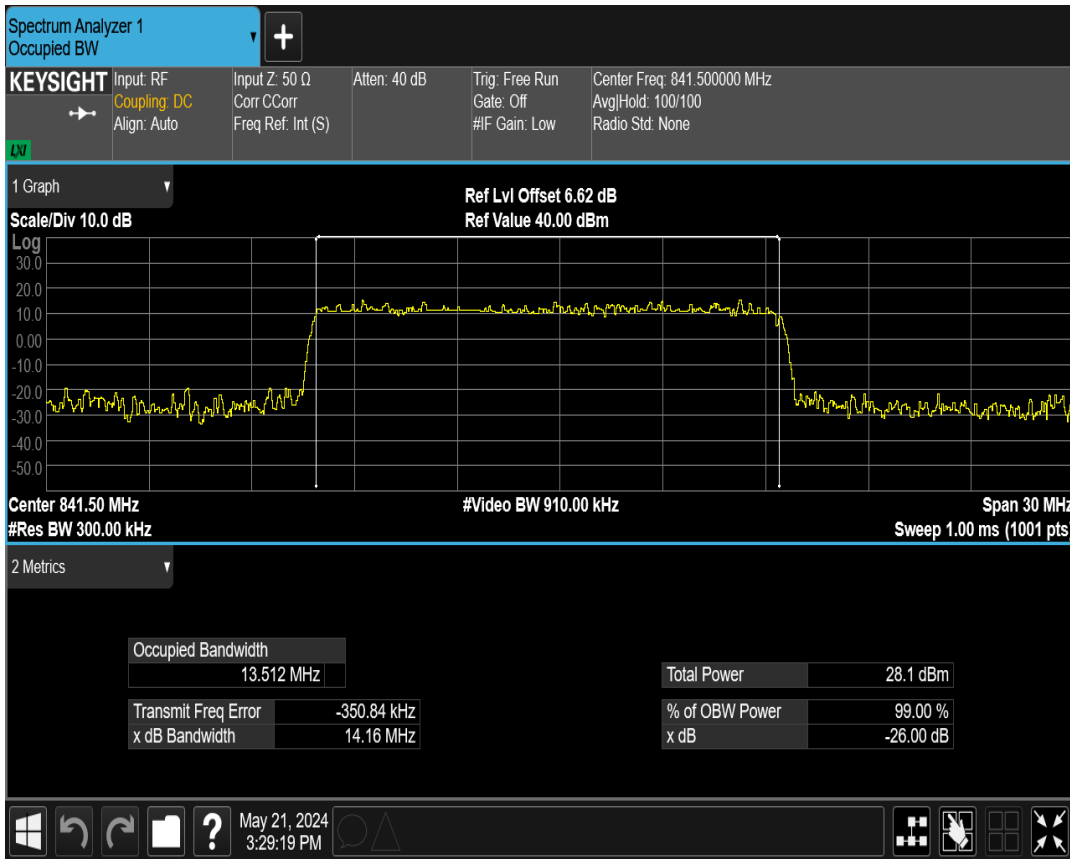 Spectrum Analyzer 1
Occupied BW
KEYSIGHT
LXI
Input: RF
Coupling: DC
Align: Auto
Input Z: 50 Ω
Corr CCorr
Freq Ref: Int (S)
Atten: 40 dB
Trig: Free Run
Gate: Off
#IF Gain: Low
Center Freq: 841.500000 MHz
Avg|Hold: 100/100
Radio Std: None
1 Graph
Scale/Div 10.0 dB
Ref Lvl Offset 6.62 dB
Ref Value 40.00 dBm
Log
30.0
20.0
10.0
0.00
-10.0
-20.0
-30.0
-40.0
-50.0
Center 841.50 MHz
#Video BW 910.00 kHz
Span 30 MHz
#Res BW 300.00 kHz
Sweep 1.00 ms (1001 pts)
2 Metrics
Occupied Bandwidth
13.512 MHz
Total Power 28.1 dBm
Transmit Freq Error -350.84 kHz
% of OBW Power 99.00 %
x dB Bandwidth 14.16 MHz
x dB -26.00 dB
?
May 21, 2024
3:29:19 PM